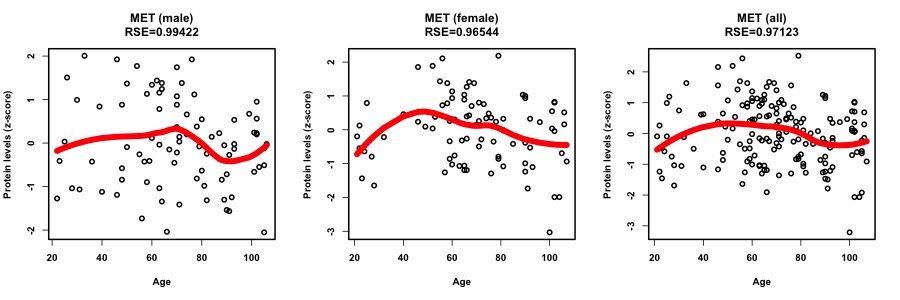 MET (male)
RSE=0.99422
Protein levels (z-score)
2
1
0
-1
-2
20 40 60 80 100
Age
MET (female)
RSE=0.96544
Protein levels (z-score)
2
1
0
-1
-2
-3
20 40 60 80 100
Age
MET (all)
RSE=0.97123
Protein levels (z-score)
2
1
0
-1
-2
-3
20 40 60 80 100
Age